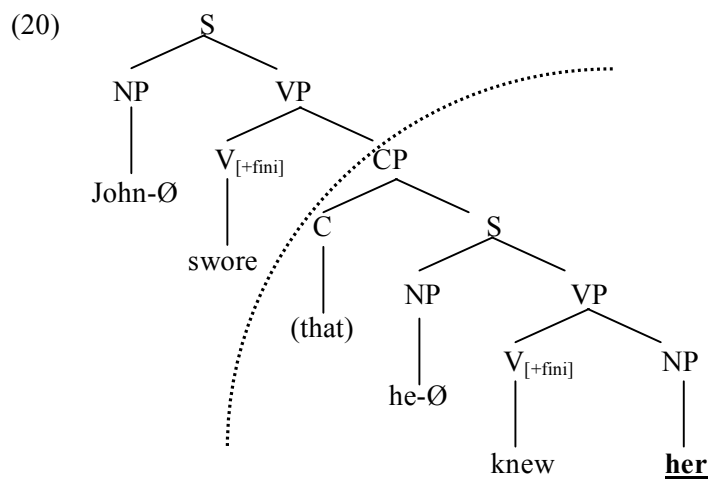 (20)
S
NP VP
V[+fini] CP
John-Ø
C S
swore
NP VP
(that)
V[+fini] NP
he-Ø
knew her